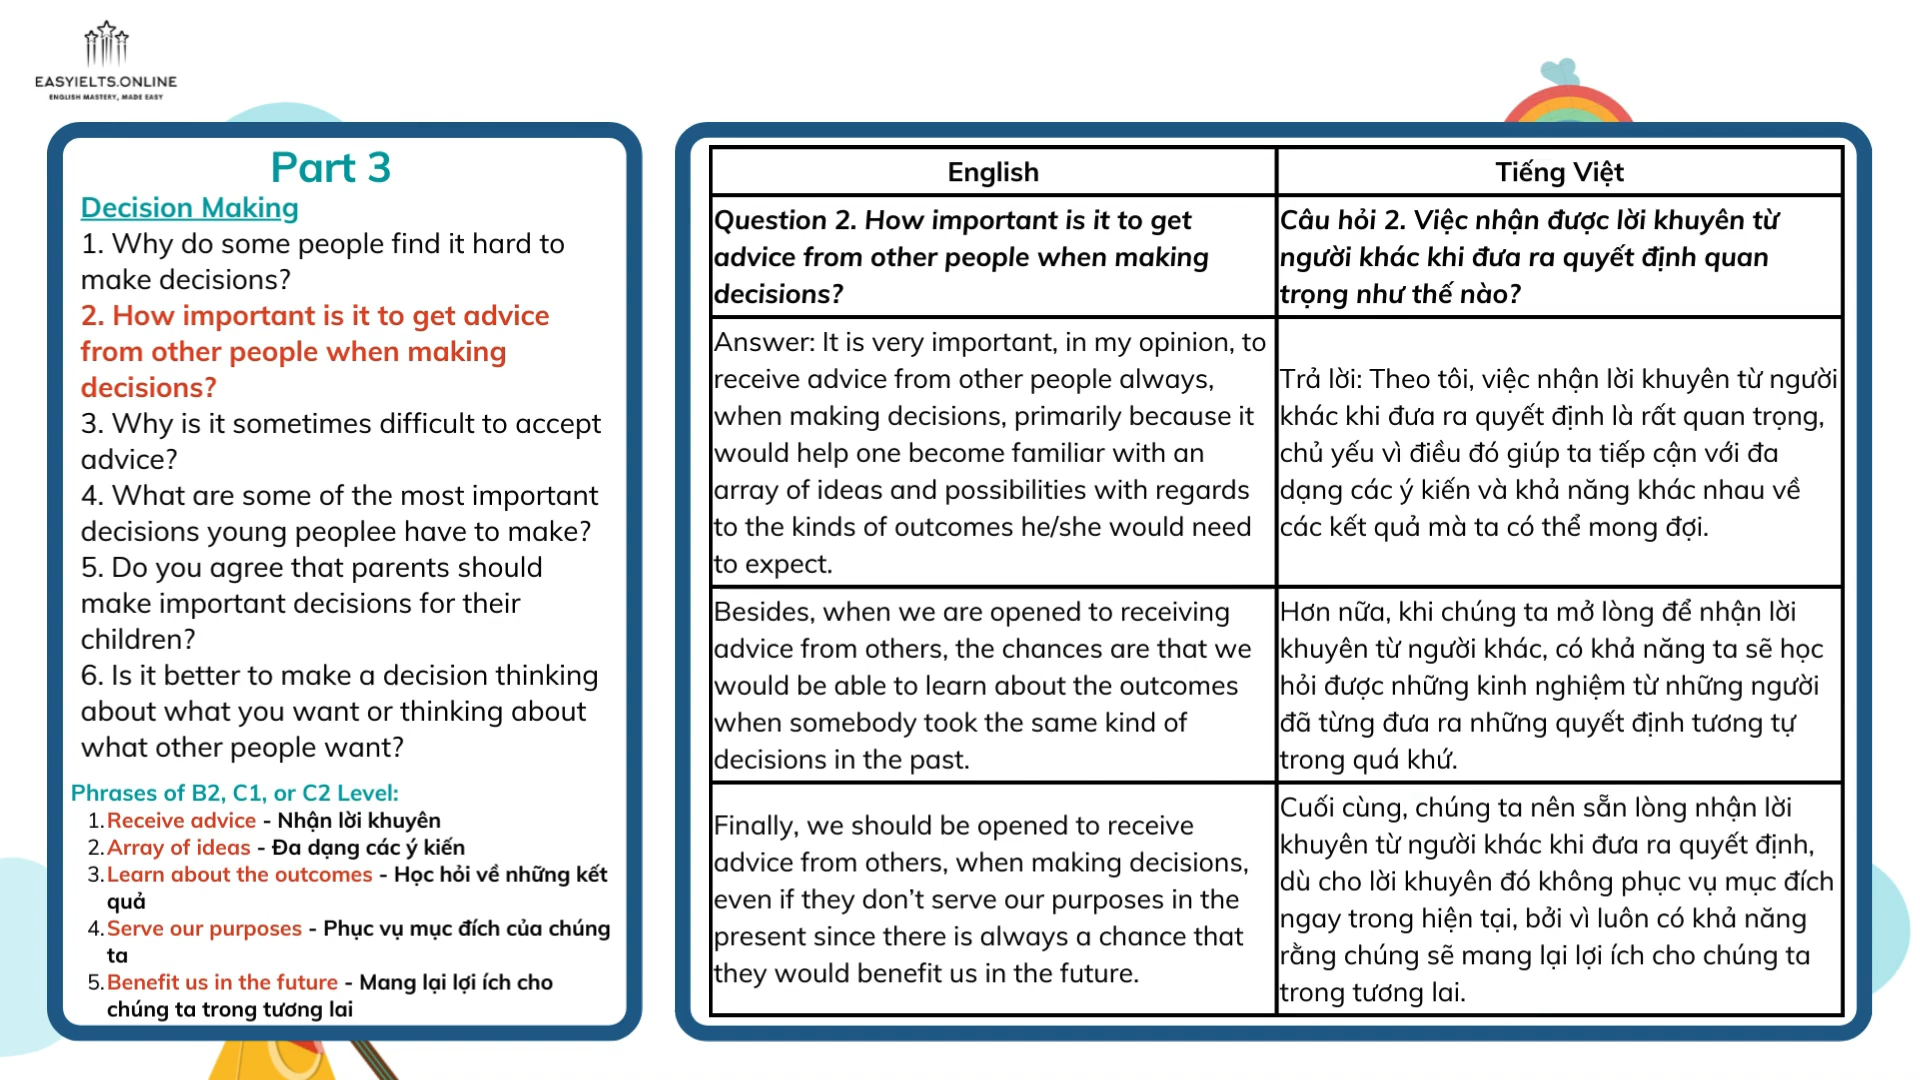 EASYIELTS.ONLINE
ENGLISH MASTERY, MADE EASY
Part 3
Decision Making
1. Why do some people find it hard to
make decisions?
2. How important is it to get advice
from other people when making
decisions?
3. Why is it sometimes difficult to accept
advice?
4. What are some of the most important
decisions young peoplee have to make?
5. Do you agree that parents should
make important decisions for their
children?
6. Is it better to make a decision thinking
about what you want or thinking about
what other people want?
Phrases of B2, C1, or C2 Level:
1. Receive advice - Nhận lời khuyên
2. Array of ideas - Đa dạng các ý kiến
3. Learn about the outcomes - Học hỏi về những kết
quả
4. Serve our purposes - Phục vụ mục đích của chúng
ta
5. Benefit us in the future - Mang lại lợi ích cho
chúng ta trong tương lai
English
Tiếng Việt
Question 2. How important is it to get
advice from other people when making
decisions?
Câu hỏi 2. Việc nhận được lời khuyên từ
người khác khi đưa ra quyết định quan
trọng như thế nào?
Answer: It is very important, in my opinion, to
receive advice from other people always,
when making decisions, primarily because it
would help one become familiar with an
array of ideas and possibilities with regards
to the kinds of outcomes he/she would need
to expect.
Trả lời: Theo tôi, việc nhận lời khuyên từ người
khác khi đưa ra quyết định là rất quan trọng,
chủ yếu vì điều đó giúp ta tiếp cận với đa
dạng các ý kiến và khả năng khác nhau về
các kết quả mà ta có thể mong đợi.
Besides, when we are opened to receiving
advice from others, the chances are that we
would be able to learn about the outcomes
when somebody took the same kind of
decisions in the past.
Hơn nữa, khi chúng ta mở lòng để nhận lời
khuyên từ người khác, có khả năng ta sẽ học
hỏi được những kinh nghiệm từ những người
đã từng đưa ra những quyết định tương tự
trong quá khứ.
Finally, we should be opened to receive
advice from others, when making decisions,
even if they don’t serve our purposes in the
present since there is always a chance that
they would benefit us in the future.
Cuối cùng, chúng ta nên sẵn lòng nhận lời
khuyên từ người khác khi đưa ra quyết định,
dù cho lời khuyên đó không phục vụ mục đích
ngay trong hiện tại, bởi vì luôn có khả năng
rằng chúng sẽ mang lại lợi ích cho chúng ta
trong tương lai.